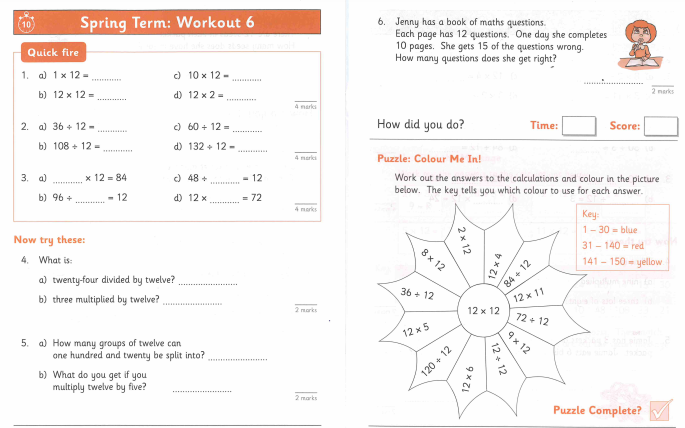 10
Spring Term: Workout 6
Quick fire
1. a) 1 × 12 = ............ c) 10 × 12 = ............
b) 12 × 12 = ............ d) 12 × 2 = ............
4 marks
2. a) 36 ÷ 12 = ............ c) 60 ÷ 12 = ............
b) 108 ÷ 12 = ............ d) 132 ÷ 12 = ............
4 marks
3. a) ............ × 12 = 84 c) 48 ÷ ............ = 12
b) 96 ÷ ............ = 12 d) 12 × ............ = 72
4 marks
Now try these:
4. What is:
a) twenty-four divided by twelve? ........................
b) three multiplied by twelve? ........................
2 marks
5. a) How many groups of twelve can
one hundred and twenty be split into? ........................
b) What do you get if you
multiply twelve by five? ........................
2 marks
6. Jenny has a book of maths questions.
Each page has 12 questions. One day she completes
10 pages. She gets 15 of the questions wrong.
How many questions does she get right?
........................
2 marks
How did you do? Time: Score:
Puzzle: Colour Me In!
Work out the answers to the calculations and colour in the picture
below. The key tells you which colour to use for each answer.
Key:
1 – 30 = blue
31 – 140 = red
141 – 150 = yellow
2 × 12
12 × 4
84 ÷ 12
12 × 11
72 ÷ 12
9 × 12
12 ÷ 12
12 × 6
120 ÷ 12
12 × 5
36 ÷ 12
8 × 12
12 × 12
Puzzle Complete?